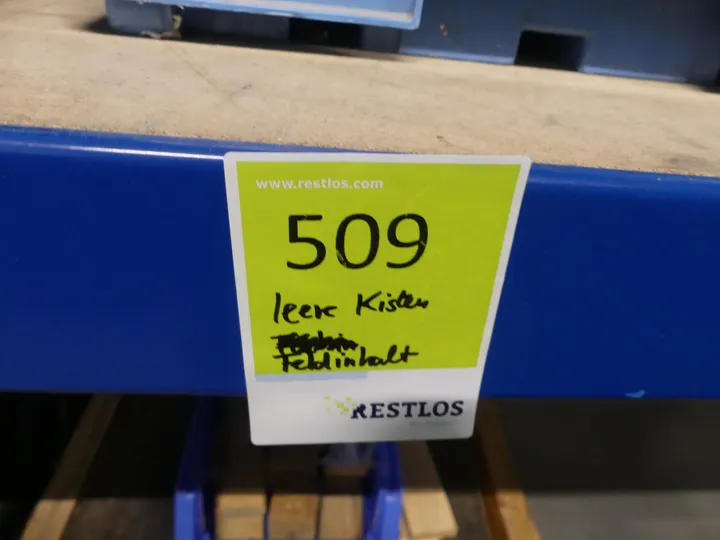 www.restlos.com
509
leere Kisten
Feldinhalt
RESTLOS